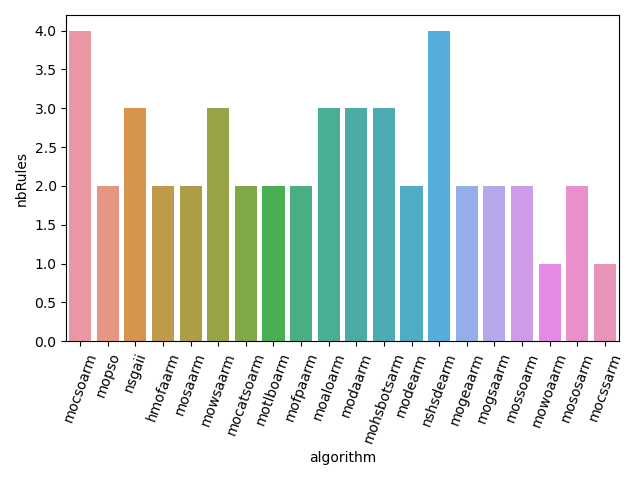 4.0
3.5
3.0
2.5
2.0
1.5
1.0
0.5
0.0
nbRules
mocsoarm
mopso
nsgaii
hmofaarm
mosaarm
mowsaarm
mocatsoarm
motlboarm
mofpaarm
moaloarm
modaarm
mohsbotsarm
modearm
nshsdearm
mogeaarm
mogsaarm
mossoarm
mowoaarm
mososarm
mocssarm
algorithm